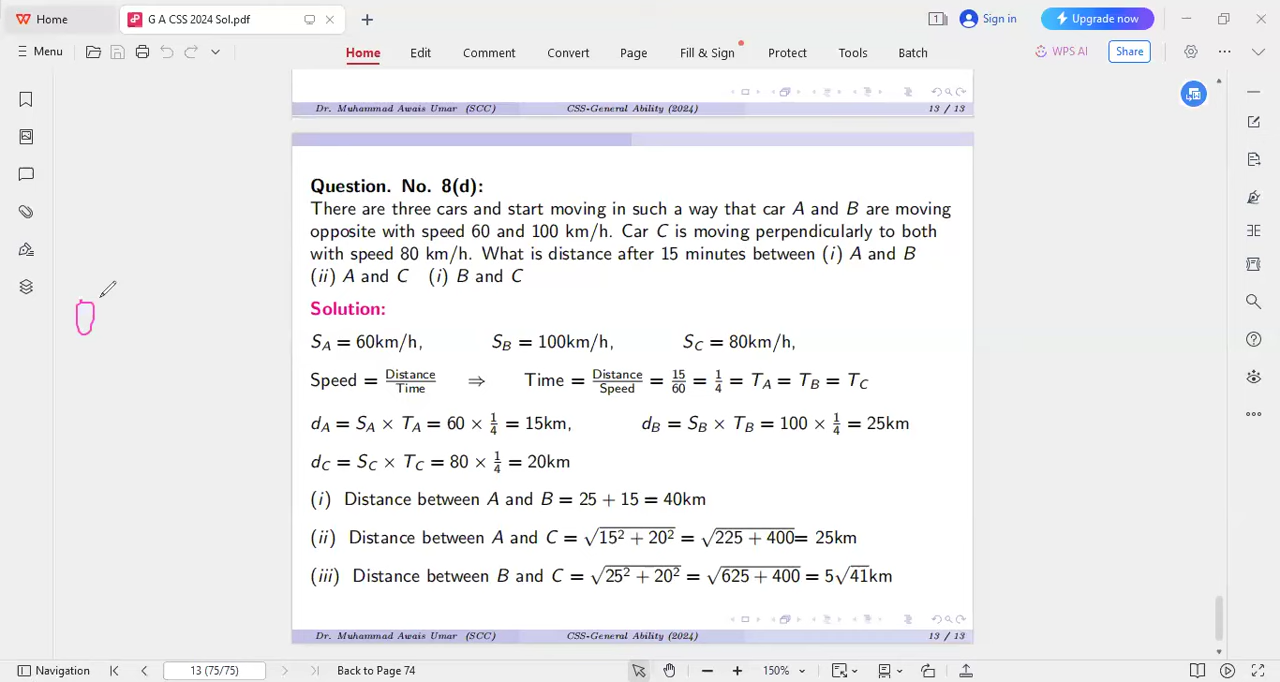 Home
G A CSS 2024 Sol.pdf
1
Sign in
Upgrade now
Menu
Home
Edit
Comment
Convert
Page
Fill & Sign
Protect
Tools
Batch
WPS AI
Share
Dr. Muhammad Awais Umar (SCC)
CSS-General Ability (2024)
13 / 13
Question. No. 8(d):
There are three cars and start moving in such a way that car A and B are moving
opposite with speed 60 and 100 km/h. Car C is moving perpendicularly to both
with speed 80 km/h. What is distance after 15 minutes between (i) A and B
(ii) A and C (i) B and C
Solution:
S_A = 60km/h, S_B = 100km/h, S_C = 80km/h,
Speed = Distance/Time ⇒ Time = Distance/Speed = 15/60 = 1/4 = T_A = T_B = T_C
d_A = S_A × T_A = 60 × 1/4 = 15km, d_B = S_B × T_B = 100 × 1/4 = 25km
d_C = S_C × T_C = 80 × 1/4 = 20km
(i) Distance between A and B = 25 + 15 = 40km
(ii) Distance between A and C = √(15² + 20²) = √(225 + 400) = 25km
(iii) Distance between B and C = √(25² + 20²) = √(625 + 400) = 5√41km
Dr. Muhammad Awais Umar (SCC)
CSS-General Ability (2024)
13 / 13
Navigation
13 (75/75)
Back to Page 74
150%